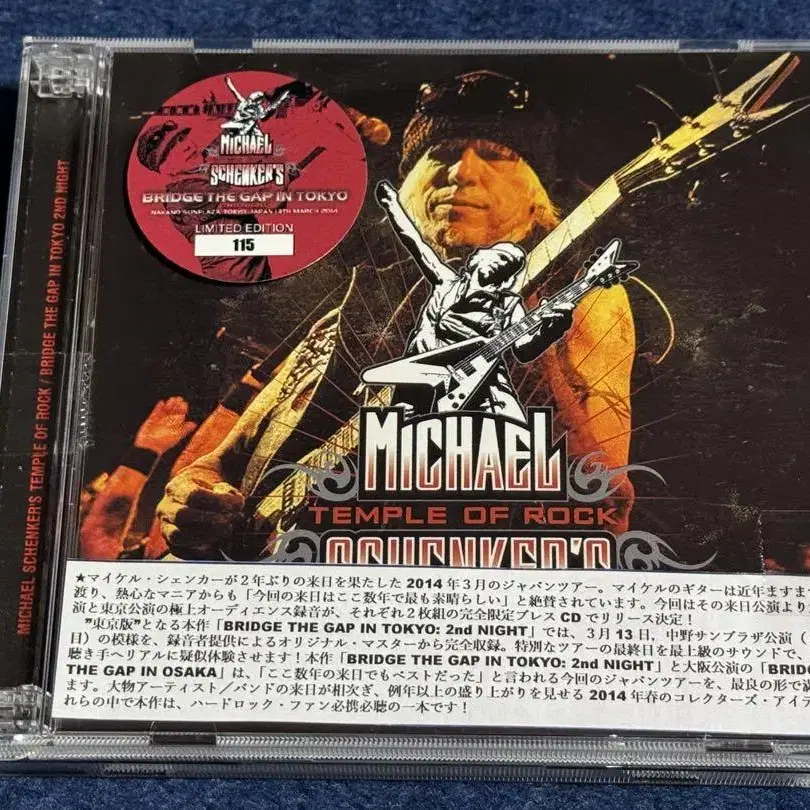 MICHAEL SCHENKER'S TEMPLE OF ROCK / BRIDGE THE GAP IN TOKYO 2ND NIGHT
MICHAEL
SCHENKER'S
BRIDGE THE GAP IN TOKYO
NAKANO SUNPLAZA, TOKYO, JAPAN 13TH MARCH 2014
LIMITED EDITION
115
MICHAEL
TEMPLE OF ROCK
SCHENKER'S
★マイケル・シェンカーが2年ぶりの来日を果たした 2014 年3月のジャパンツアー。マイケルのギターは近年ますま
渡り、熱心なマニアからも「今回の来日はここ数年で最も素晴らしい」と絶賛されています。今回はその来日公演より
演と東京公演の極上オーディエンス録音が、それぞれ2枚組の完全限定プレス CD でリリース決定！
"東京版"となる本作「BRIDGE THE GAP IN TOKYO: 2nd NIGHT」では、3月13日，中野サンプラザ公演（
日）の模様を、録音者提供によるオリジナル・マスターから完全収録。特別なツアーの最終日を最上級のサウンドで、
聴き手へリアルに疑似体験させます！本作「BRIDGE THE GAP IN TOKYO: 2nd NIGHT」と大阪公演の「BRIDG
THE GAP IN OSAKA」は、「ここ数年の来日でもベストだった」と言われる今回のジャパンツアーを、最良の形で
ます。大物アーティスト／バンドの来日が相次ぎ、例年以上の盛り上がりを見せる 2014 年春のコレクターズ・アイテ
れらの中で本作は、ハードロック・ファン必携必聴の一本です！